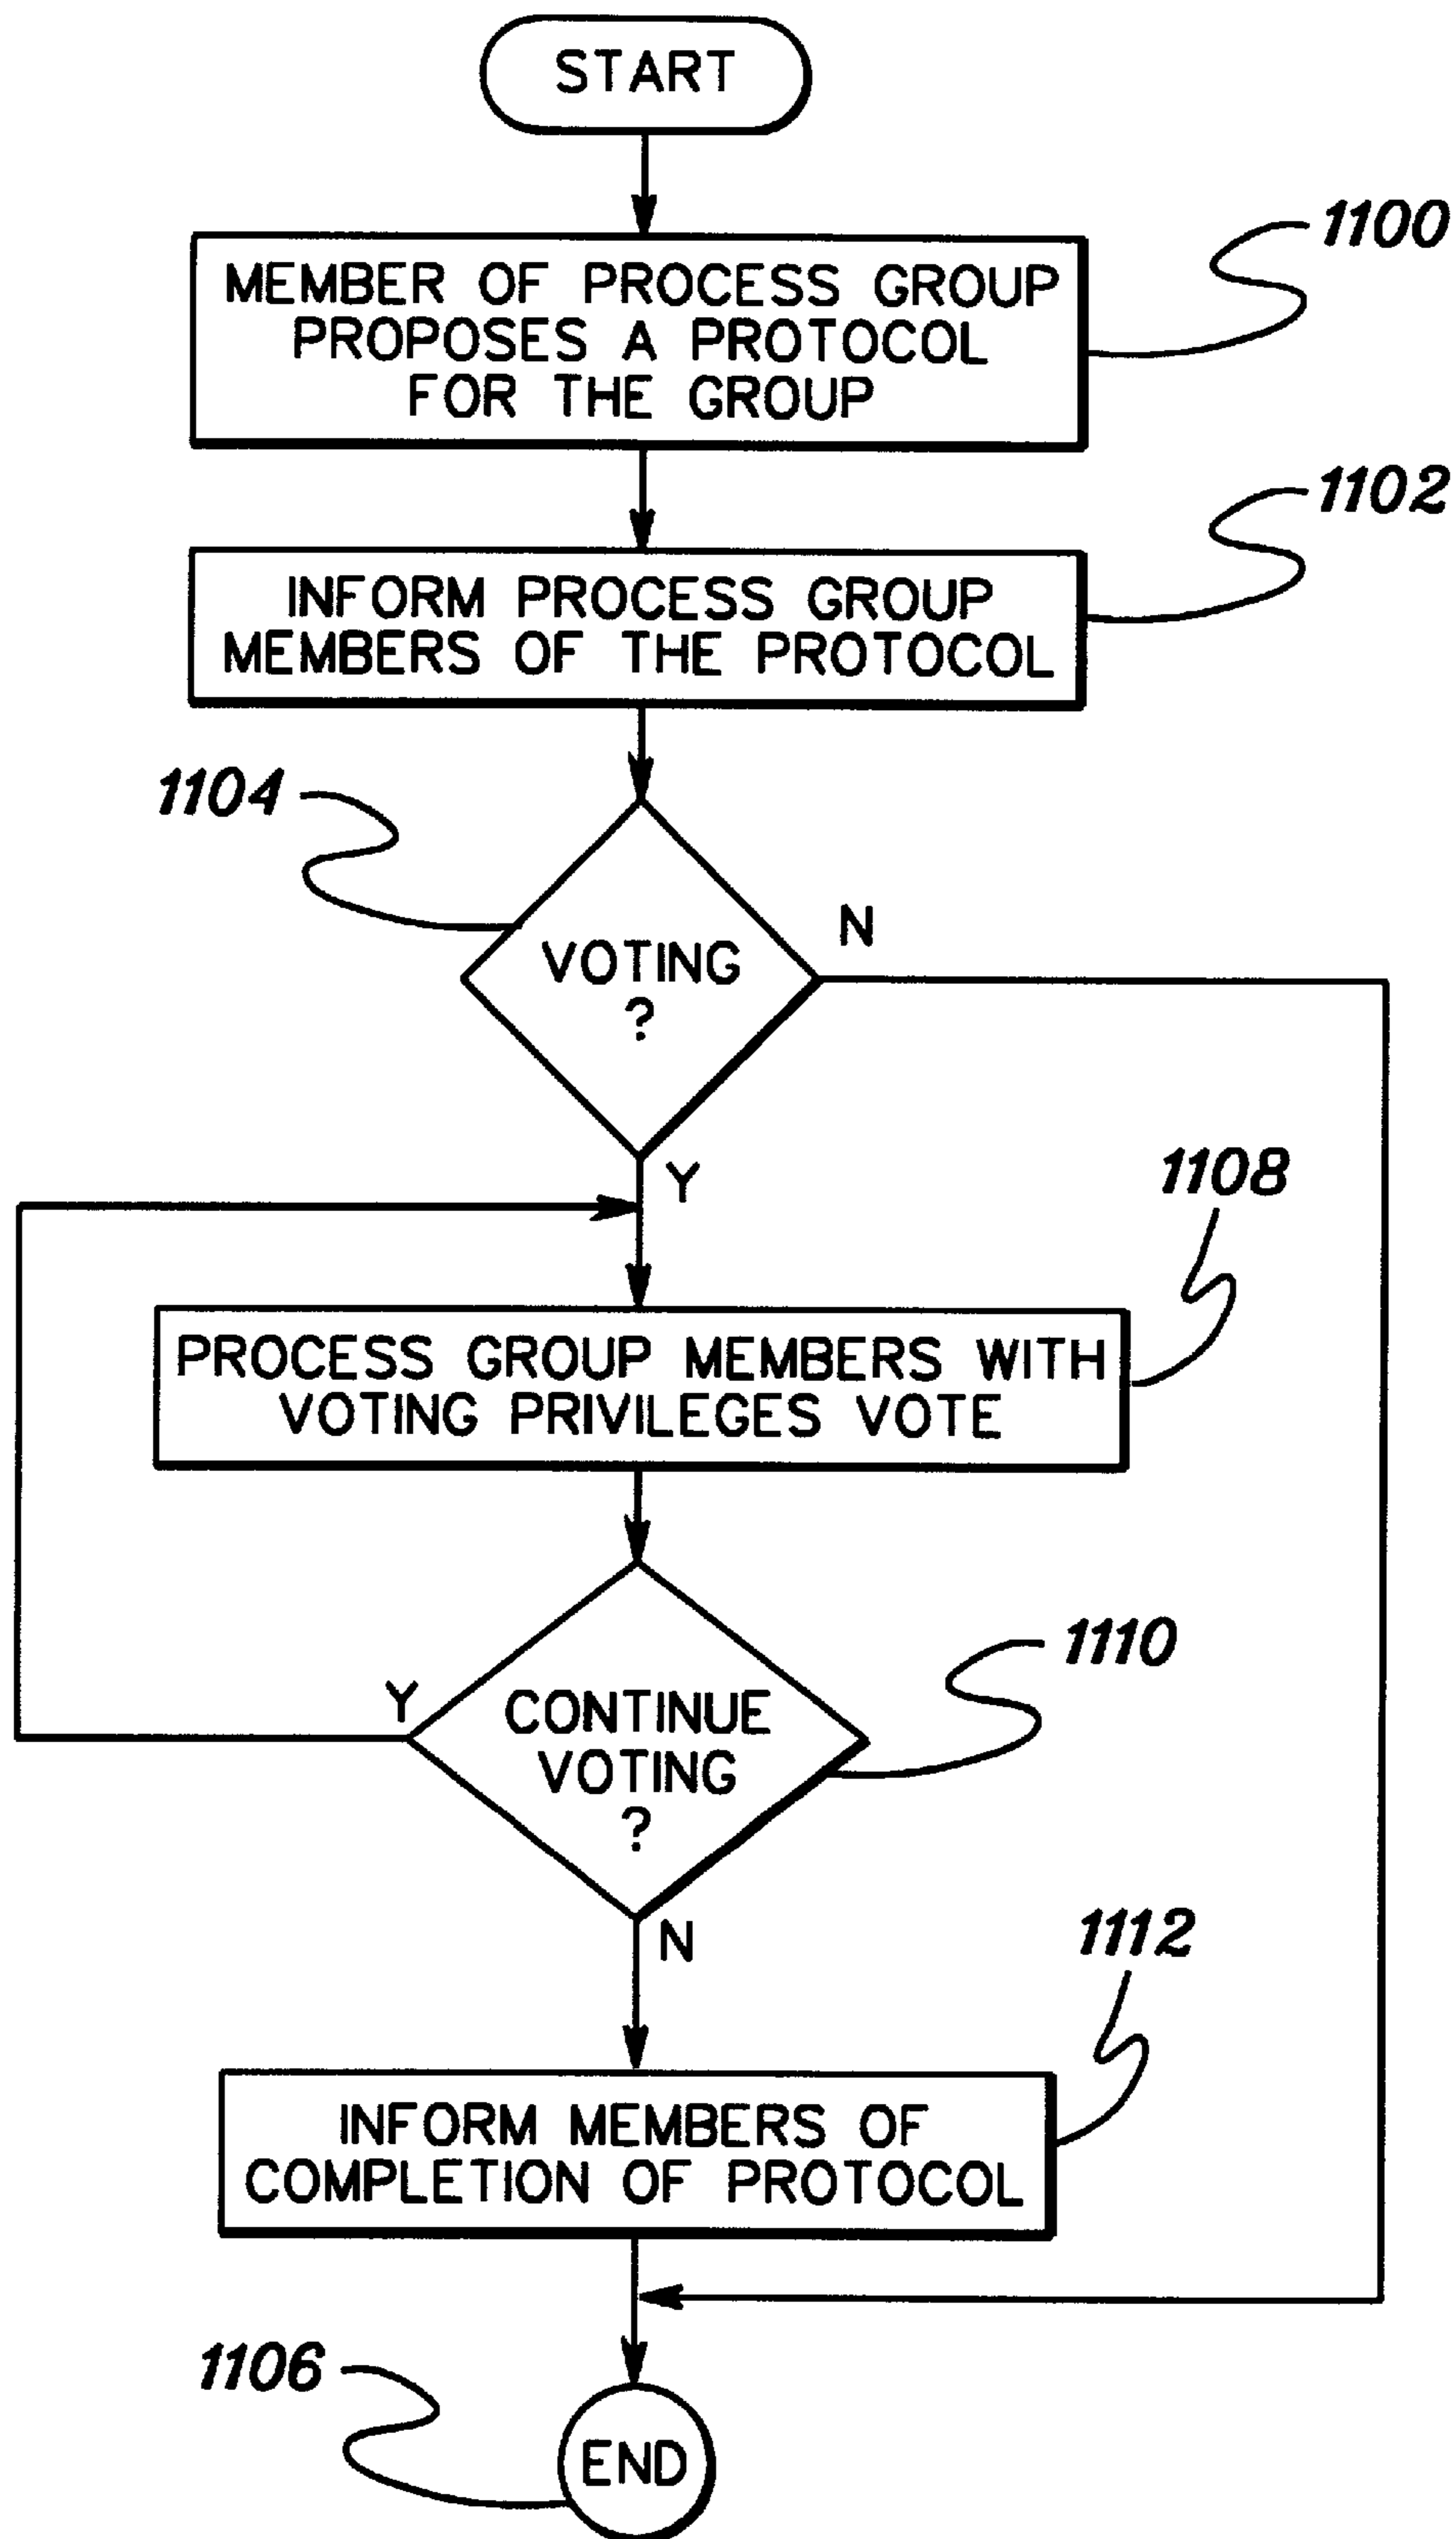 START
1100
MEMBER OF PROCESS GROUP
PROPOSES A PROTOCOL
FOR THE GROUP
1102
INFORM PROCESS GROUP
MEMBERS OF THE PROTOCOL
1104
N
VOTING
?
Y
1108
PROCESS GROUP MEMBERS WITH
VOTING PRIVILEGES VOTE
1110
Y
CONTINUE
VOTING
?
N
1112
INFORM MEMBERS OF
COMPLETION OF PROTOCOL
1106
END